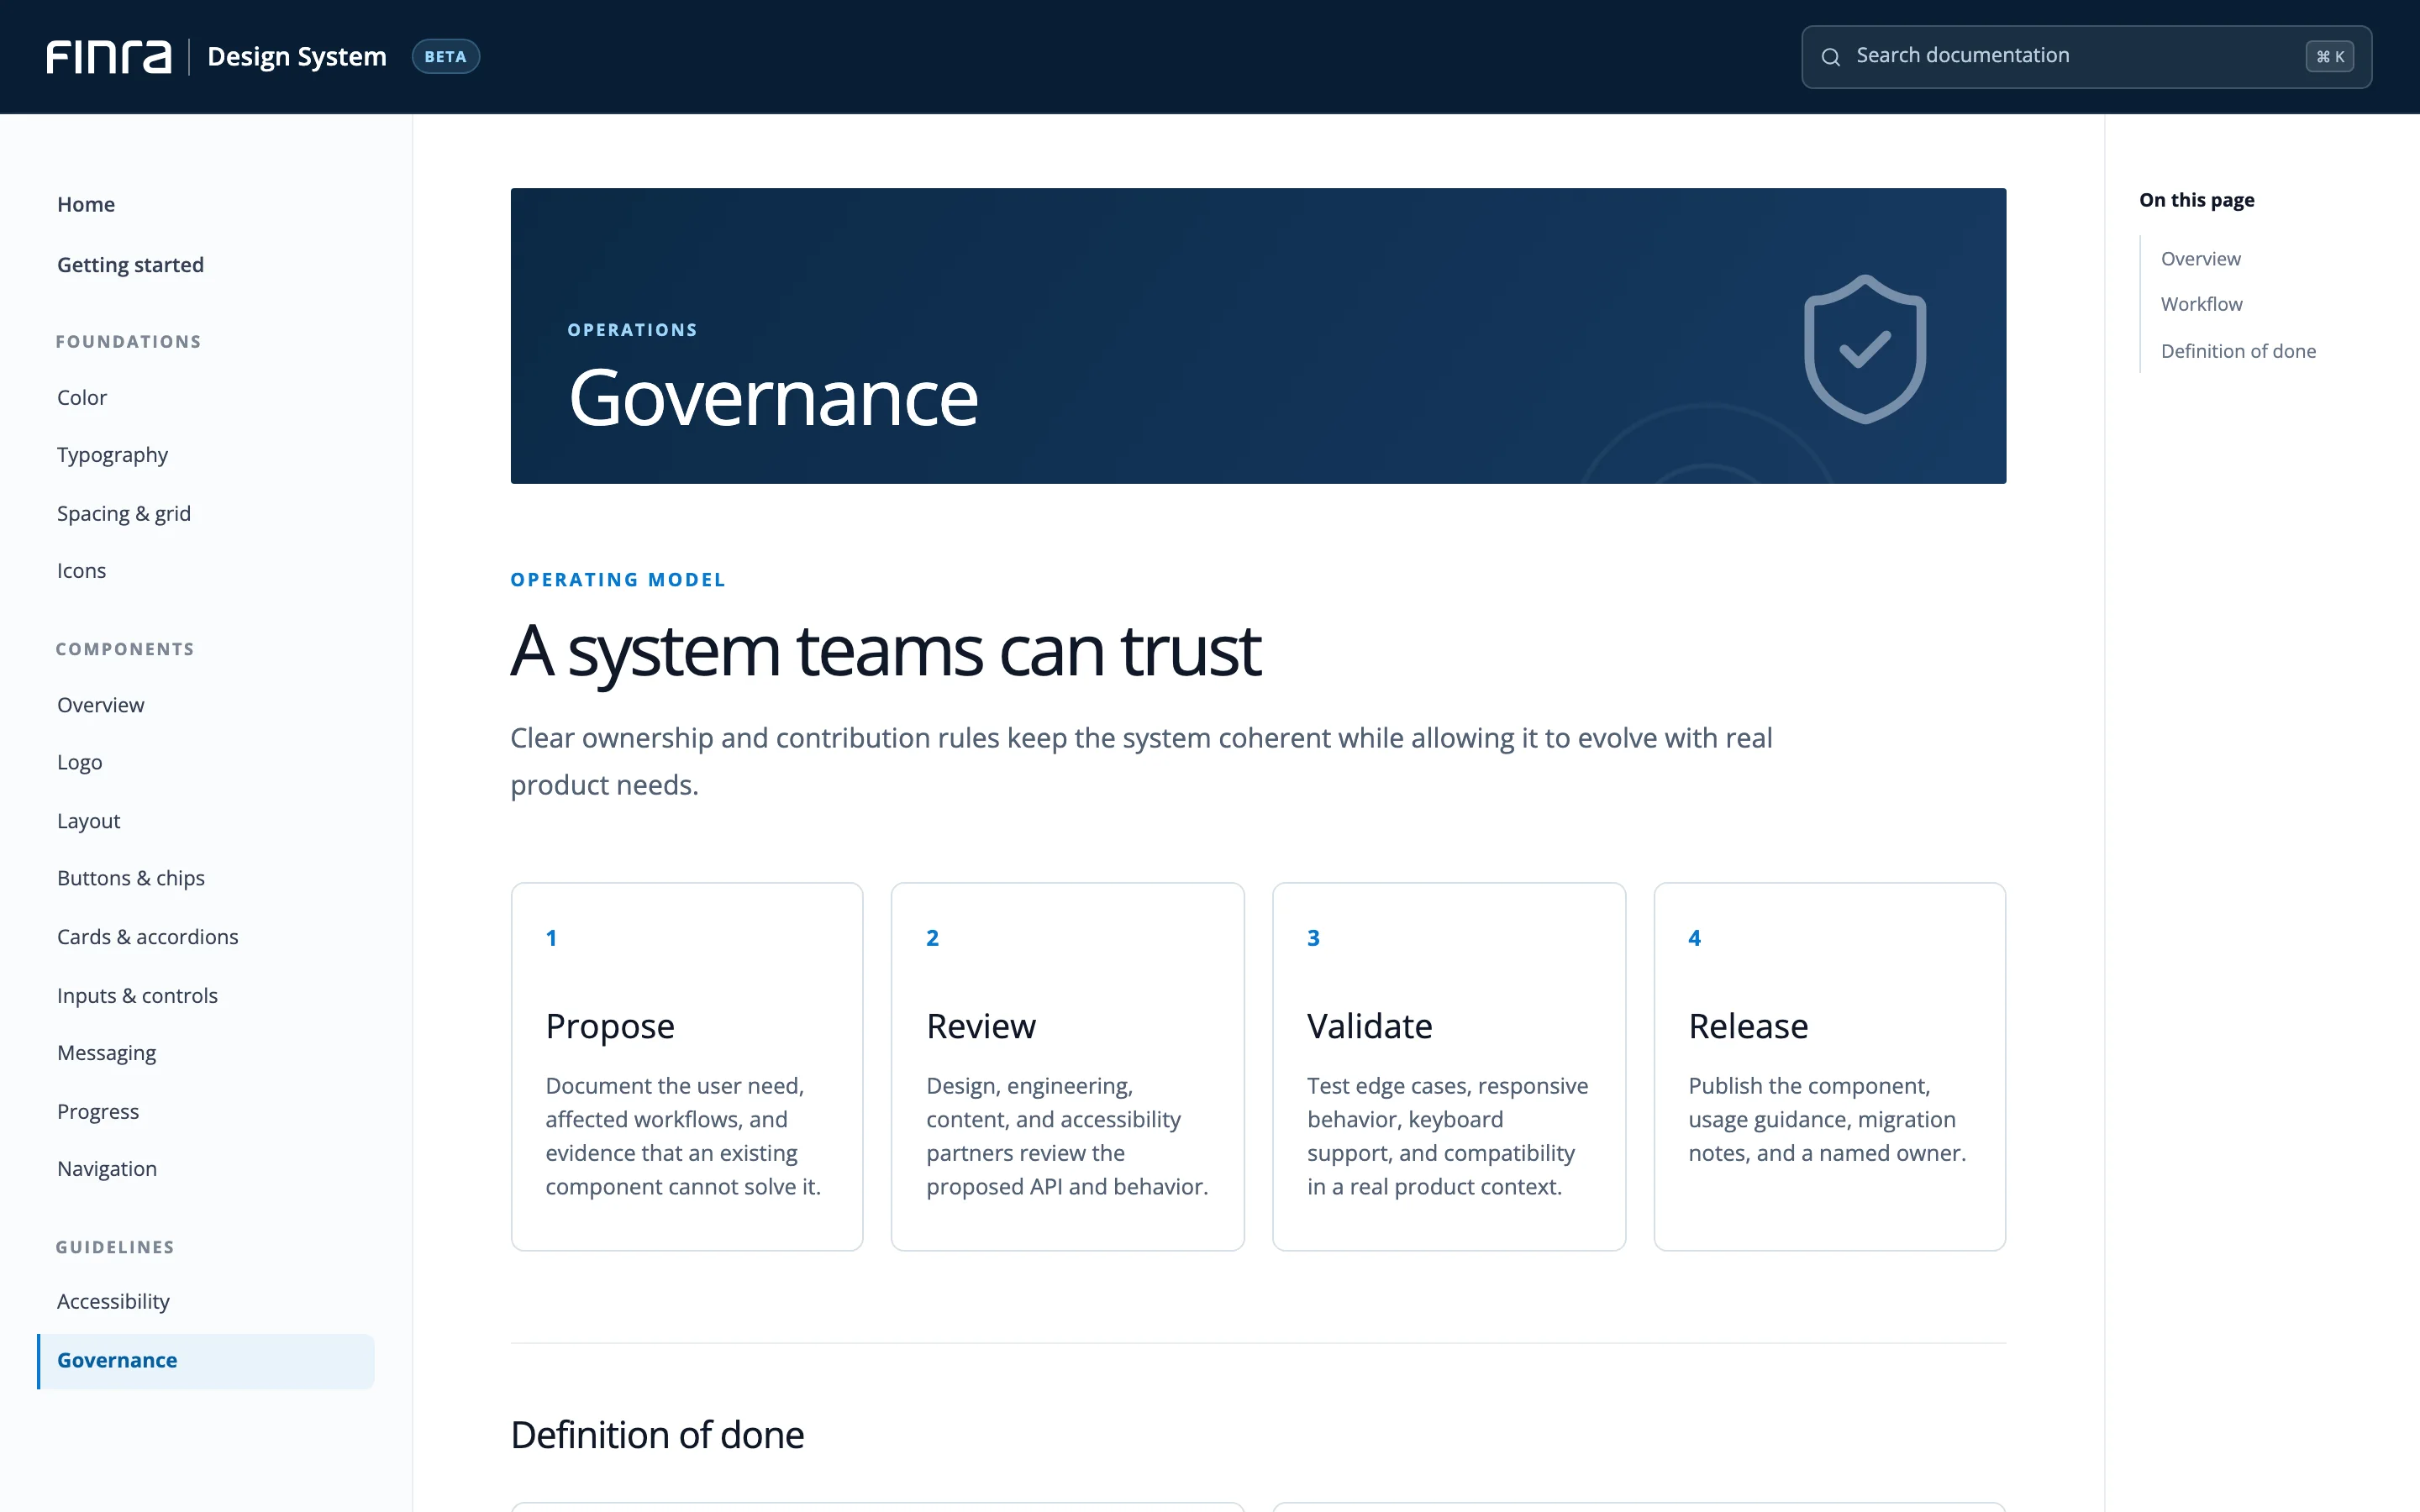 Finra
Design System
BETA
Search documentation
⌘ K
Home
Getting started
FOUNDATIONS
Color
Typography
Spacing & grid
Icons
COMPONENTS
Overview
Logo
Layout
Buttons & chips
Cards & accordions
Inputs & controls
Messaging
Progress
Navigation
GUIDELINES
Accessibility
Governance
OPERATIONS
Governance
OPERATING MODEL
A system teams can trust
Clear ownership and contribution rules keep the system coherent while allowing it to evolve with real
product needs.
1
Propose
Document the user need,
affected workflows, and
evidence that an existing
component cannot solve it.
2
Review
Design, engineering,
content, and accessibility
partners review the
proposed API and behavior.
3
Validate
Test edge cases, responsive
behavior, keyboard
support, and compatibility
in a real product context.
4
Release
Publish the component,
usage guidance, migration
notes, and a named owner.
Definition of done
On this page
Overview
Workflow
Definition of done